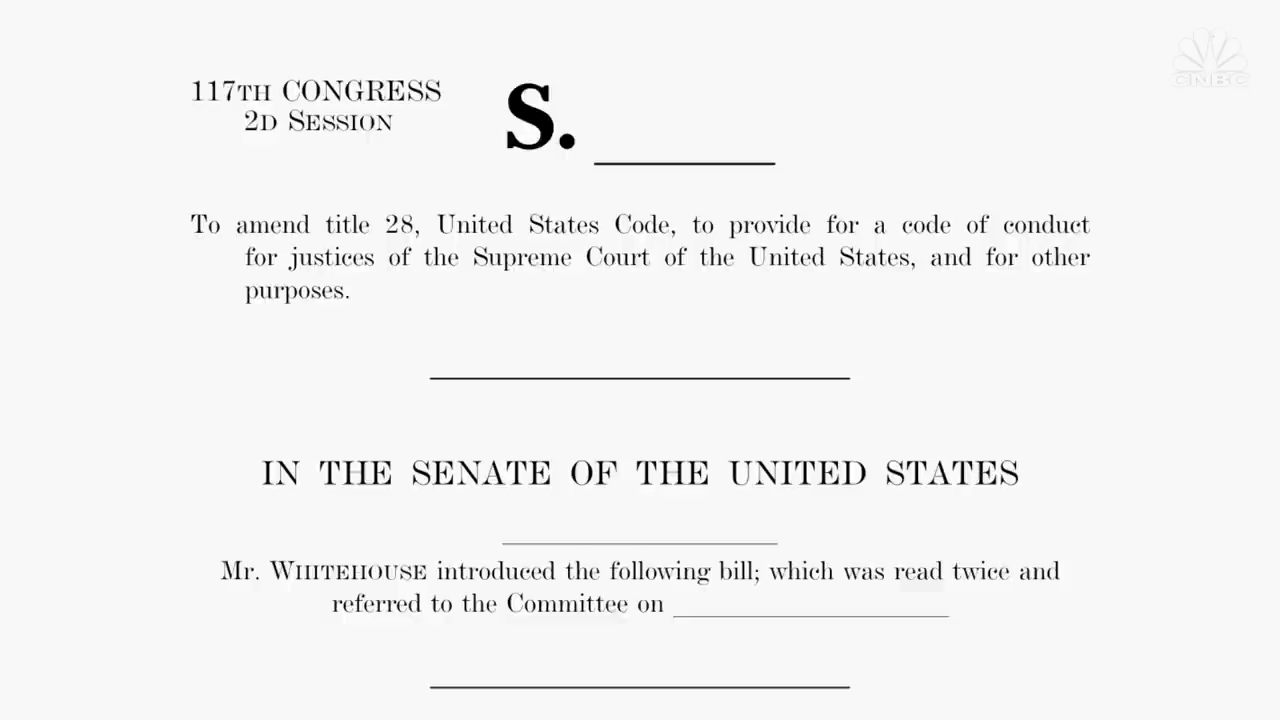 CNBC
117TH CONGRESS
2D SESSION
S.
To amend title 28, United States Code, to provide for a code of conduct
for justices of the Supreme Court of the United States, and for other
purposes.
IN THE SENATE OF THE UNITED STATES
Mr. WHITEHOUSE introduced the following bill; which was read twice and
referred to the Committee on